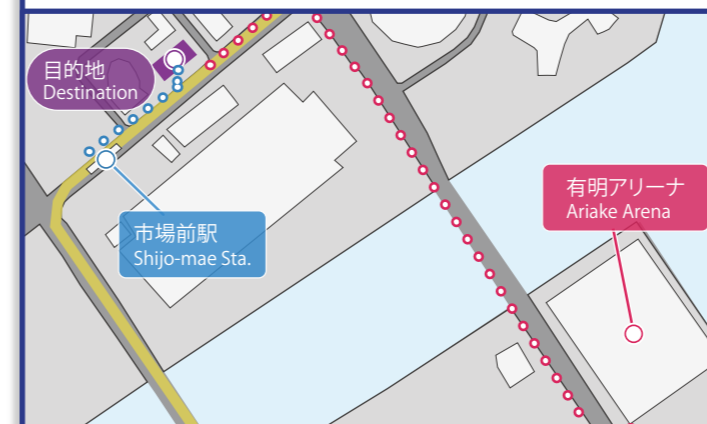 目的地
Destination
市場前駅
Shijo-mae Sta.
有明アリーナ
Ariake Arena